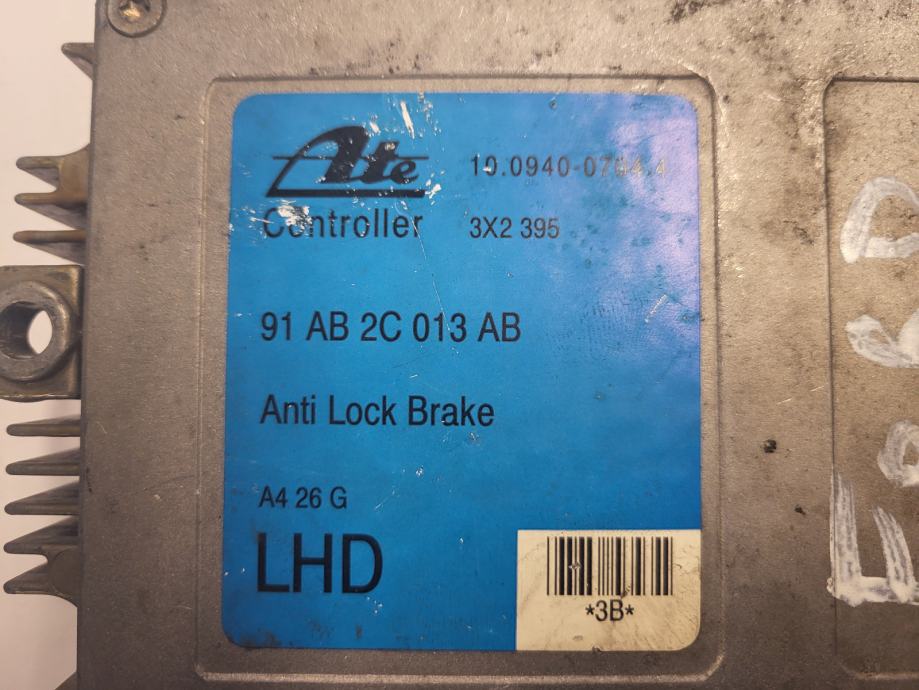 Ate
10.0940-0704.4
Controller
3X2 395
91 AB 2C 013 AB
Anti Lock Brake
A4 26 G
LHD
*3B*